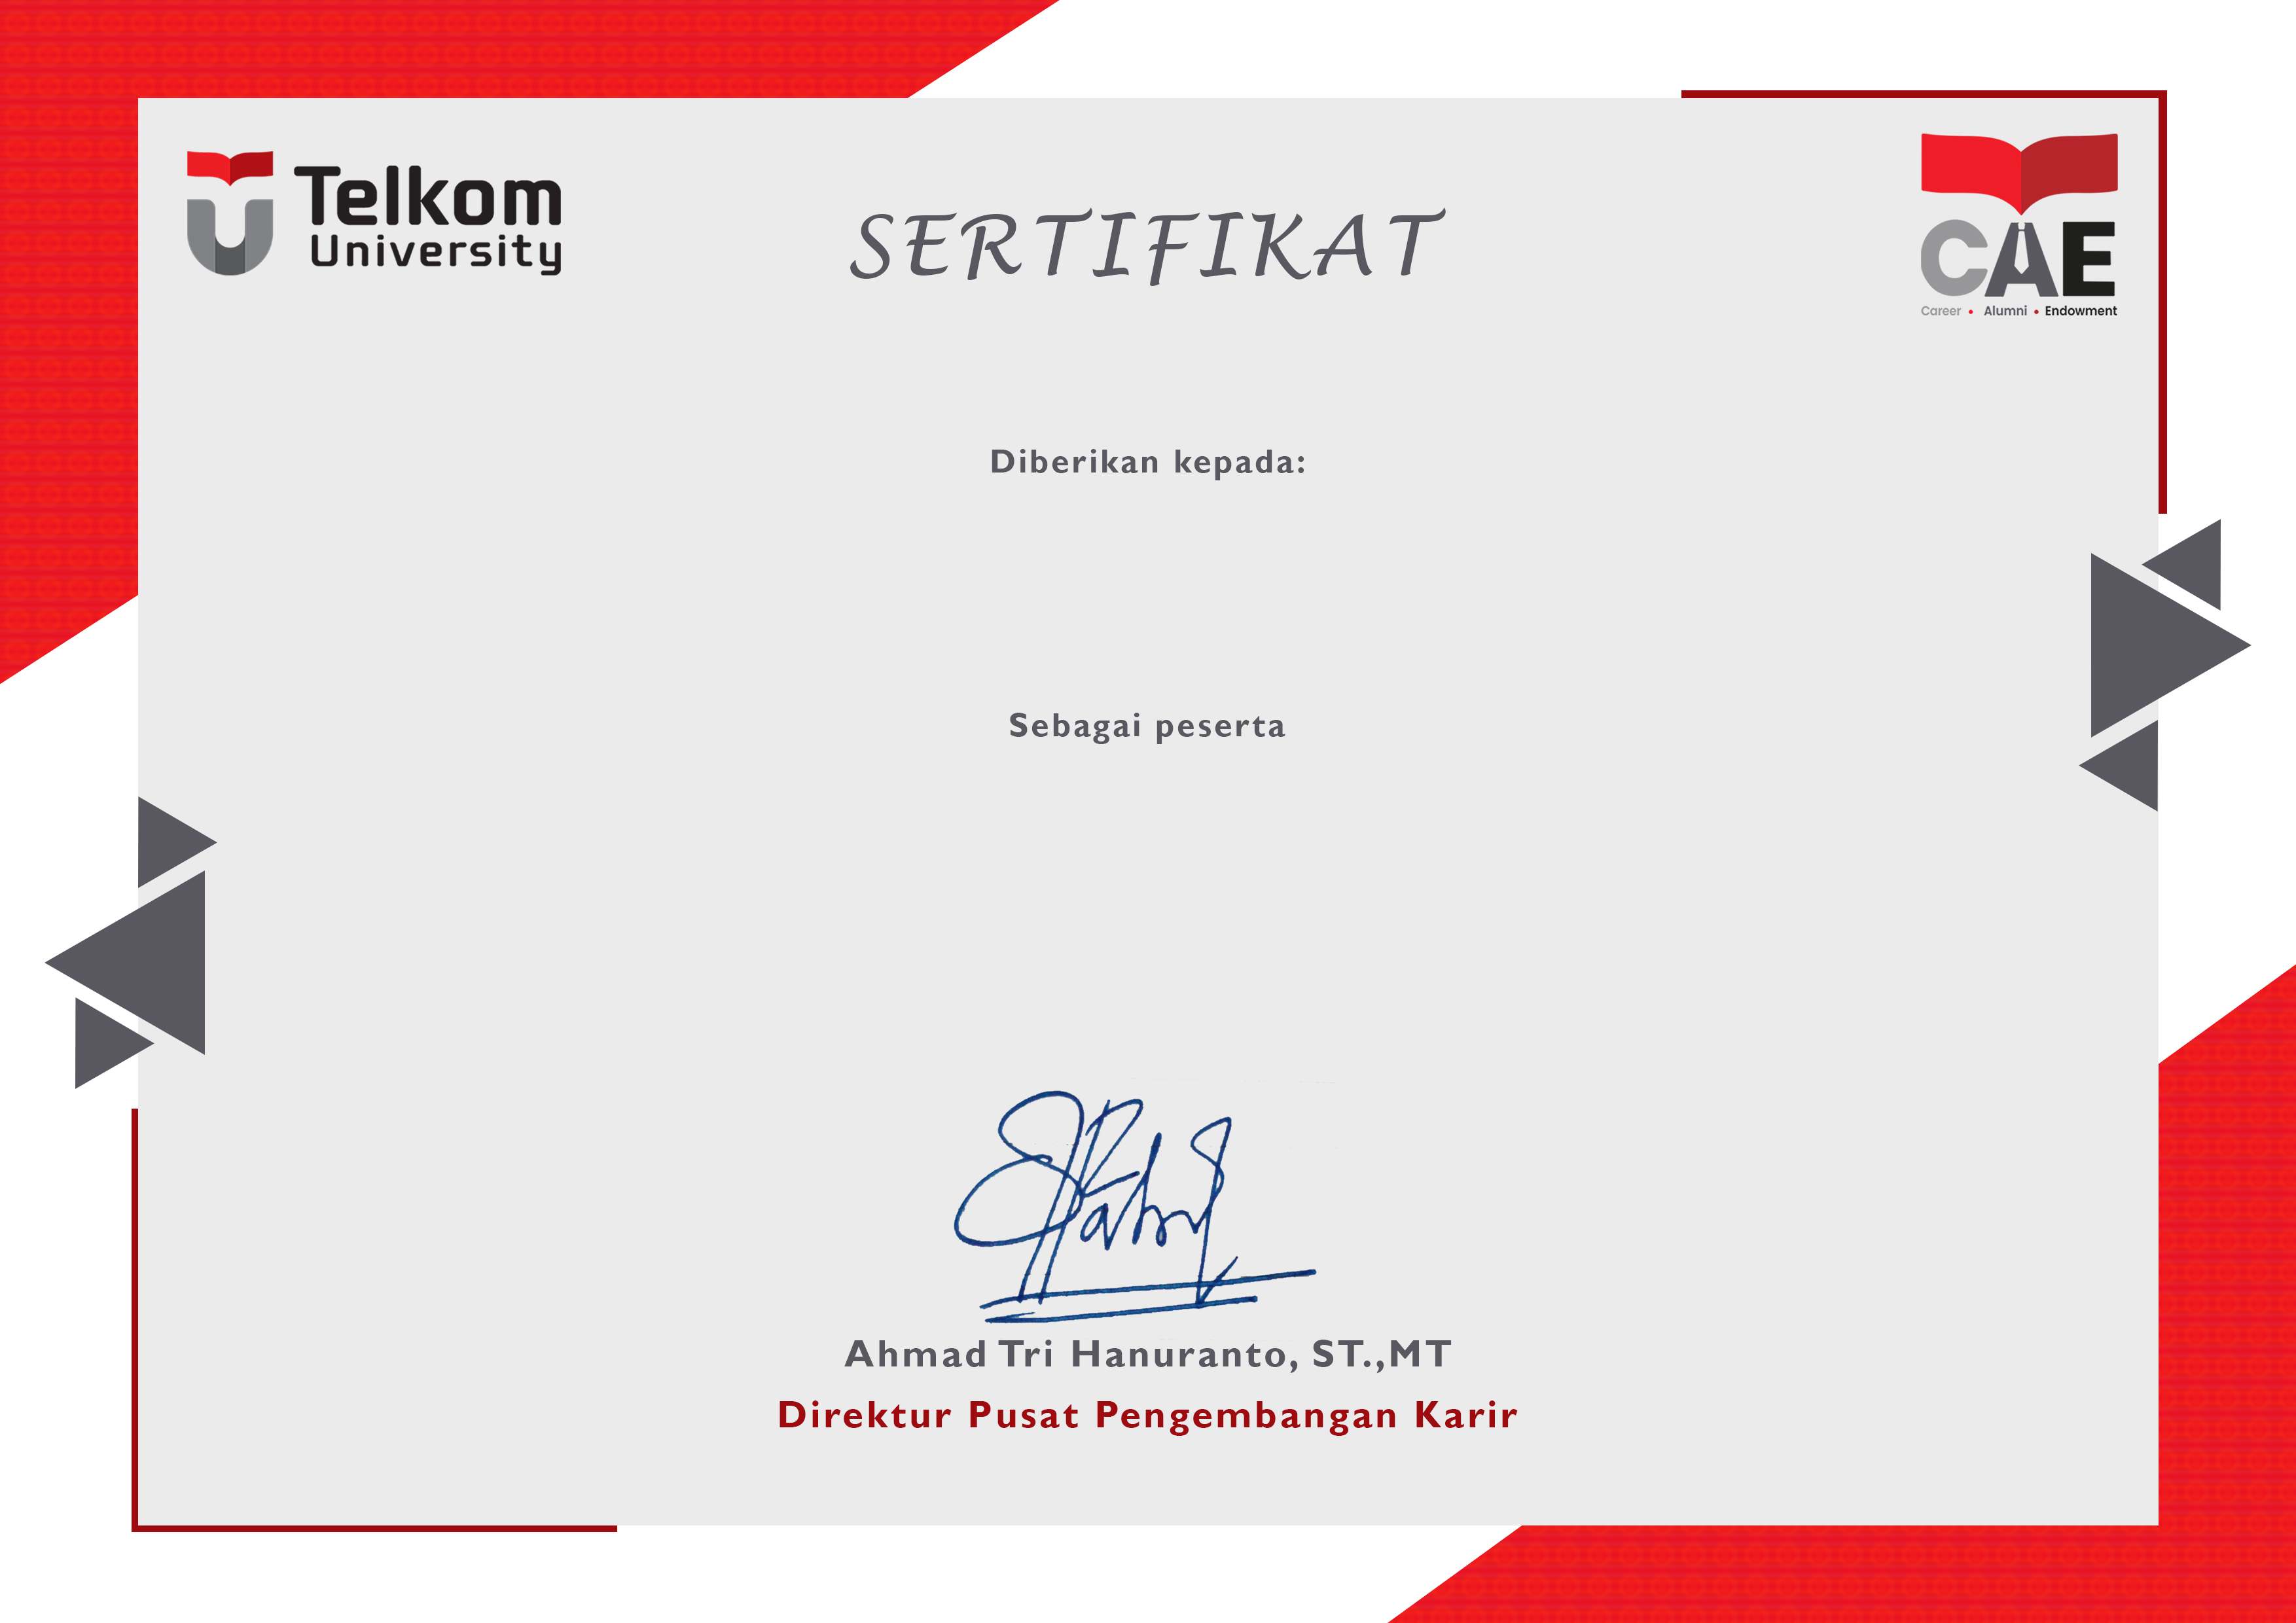 Telkom
University
SERTIFIKAT
CAE
Career • Alumni • Endowment
Diberikan kepada:
Sebagai peserta
Ahmad Tri Hanuranto, ST.,MT
Direktur Pusat Pengembangan Karir